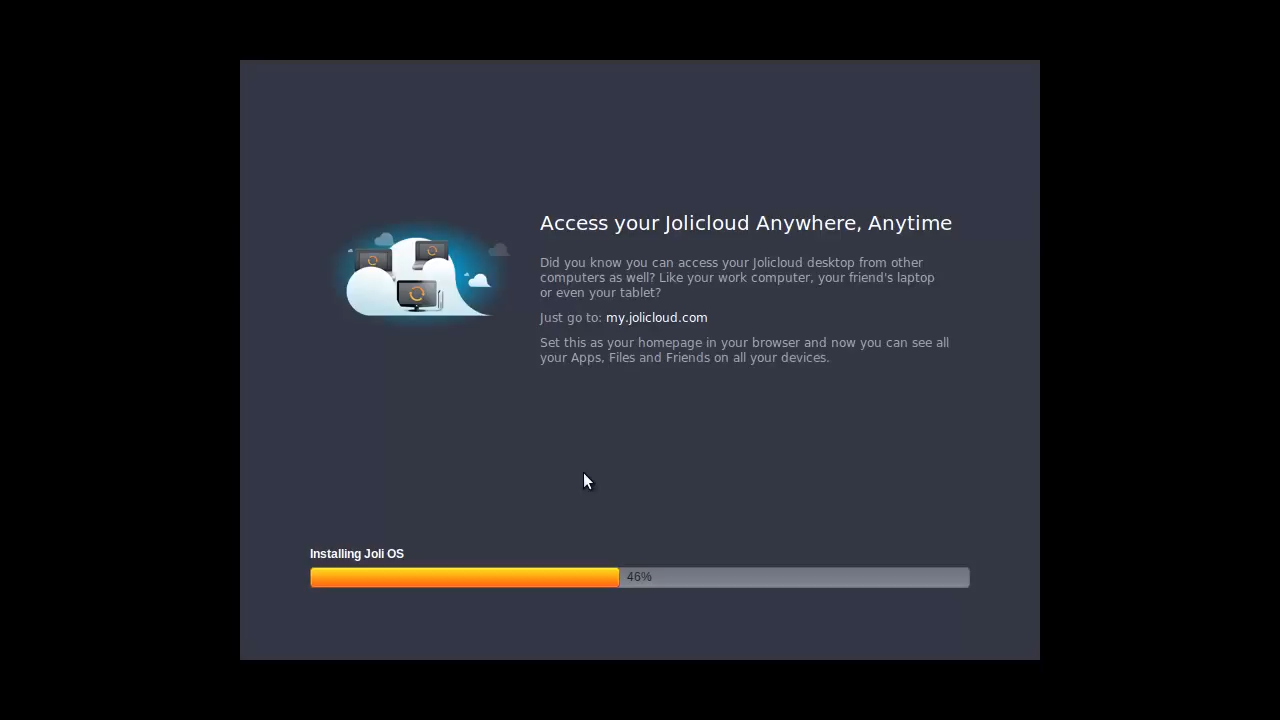 Access your Jolicloud Anywhere, Anytime
Did you know you can access your Jolicloud desktop from other
computers as well? Like your work computer, your friend's laptop
or even your tablet?
Just go to: my.jolicloud.com
Set this as your homepage in your browser and now you can see all
your Apps, Files and Friends on all your devices.
Installing Joli OS
46%